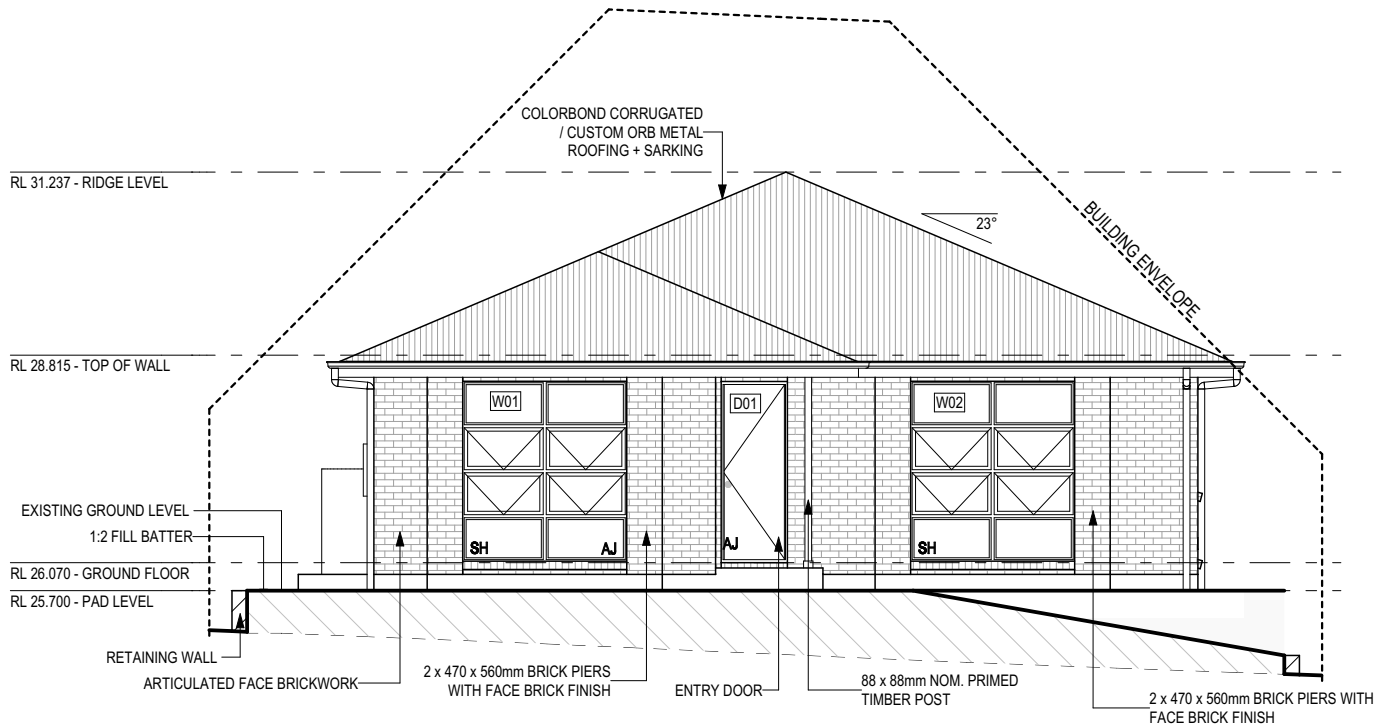 COLORBOND CORRUGATED
/ CUSTOM ORB METAL
ROOFING + SARKING
RL 31.237 - RIDGE LEVEL
23°
BUILDING ENVELOPE
RL 28.815 - TOP OF WALL
W01
D01
W02
EXISTING GROUND LEVEL
1:2 FILL BATTER
SH
AJ
AJ
SH
RL 26.070 - GROUND FLOOR
RL 25.700 - PAD LEVEL
RETAINING WALL
ARTICULATED FACE BRICKWORK
2 x 470 x 560mm BRICK PIERS
WITH FACE BRICK FINISH
ENTRY DOOR
88 x 88mm NOM. PRIMED
TIMBER POST
2 x 470 x 560mm BRICK PIERS WITH
FACE BRICK FINISH